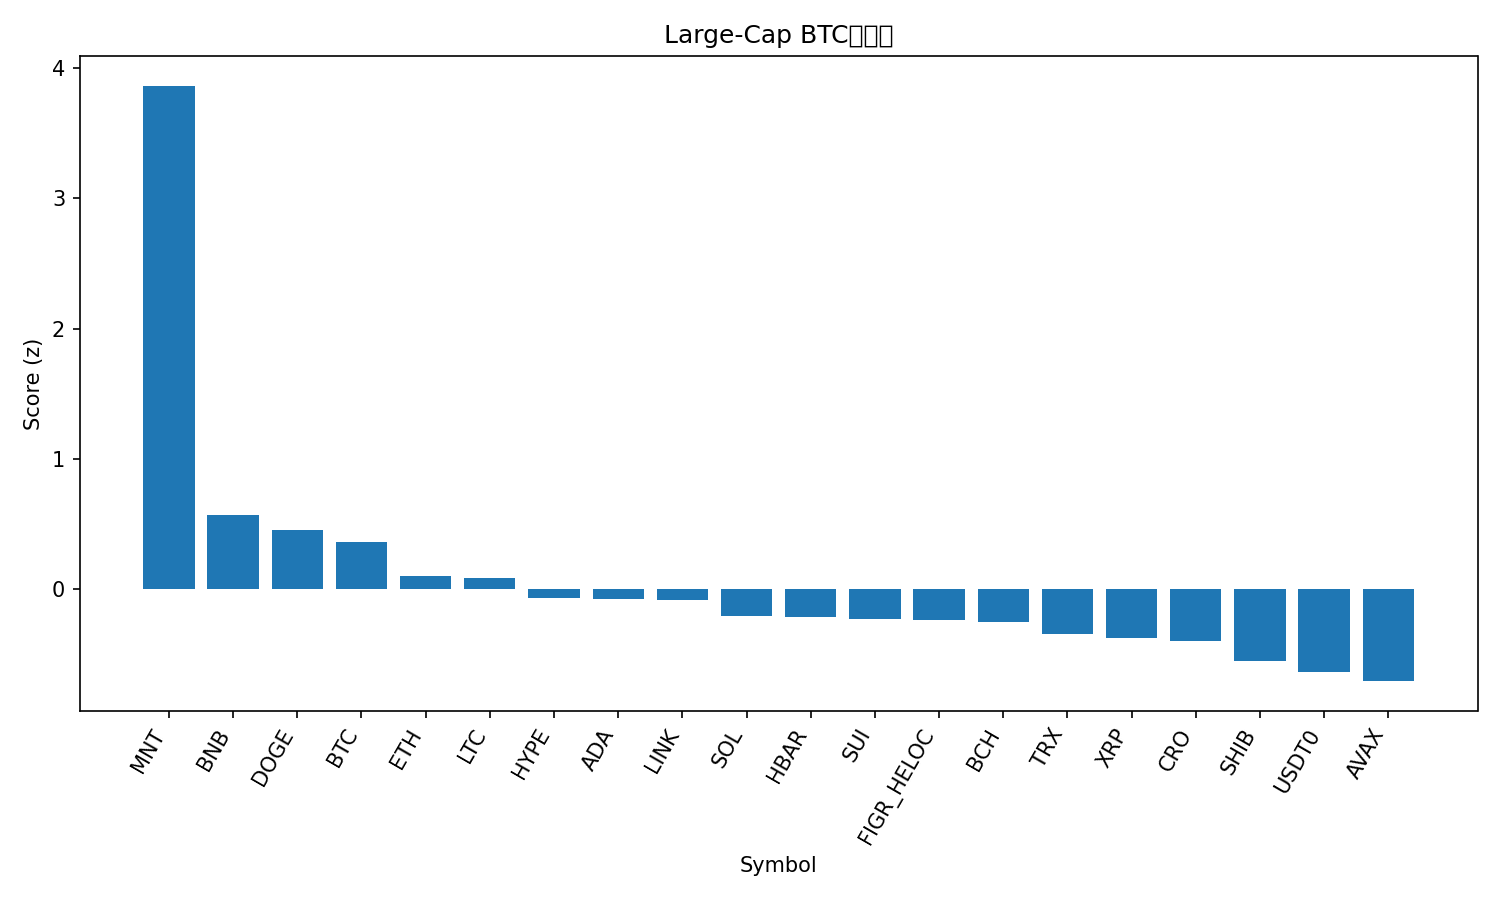 Large-Cap BTC
Score (z)
4
3
2
1
0
MNT
BNB
DOGE
BTC
ETH
LTC
HYPE
ADA
LINK
SOL
HBAR
SUI
FIGR_HELOC
BCH
TRX
XRP
CRO
SHIB
USDT0
AVAX
Symbol